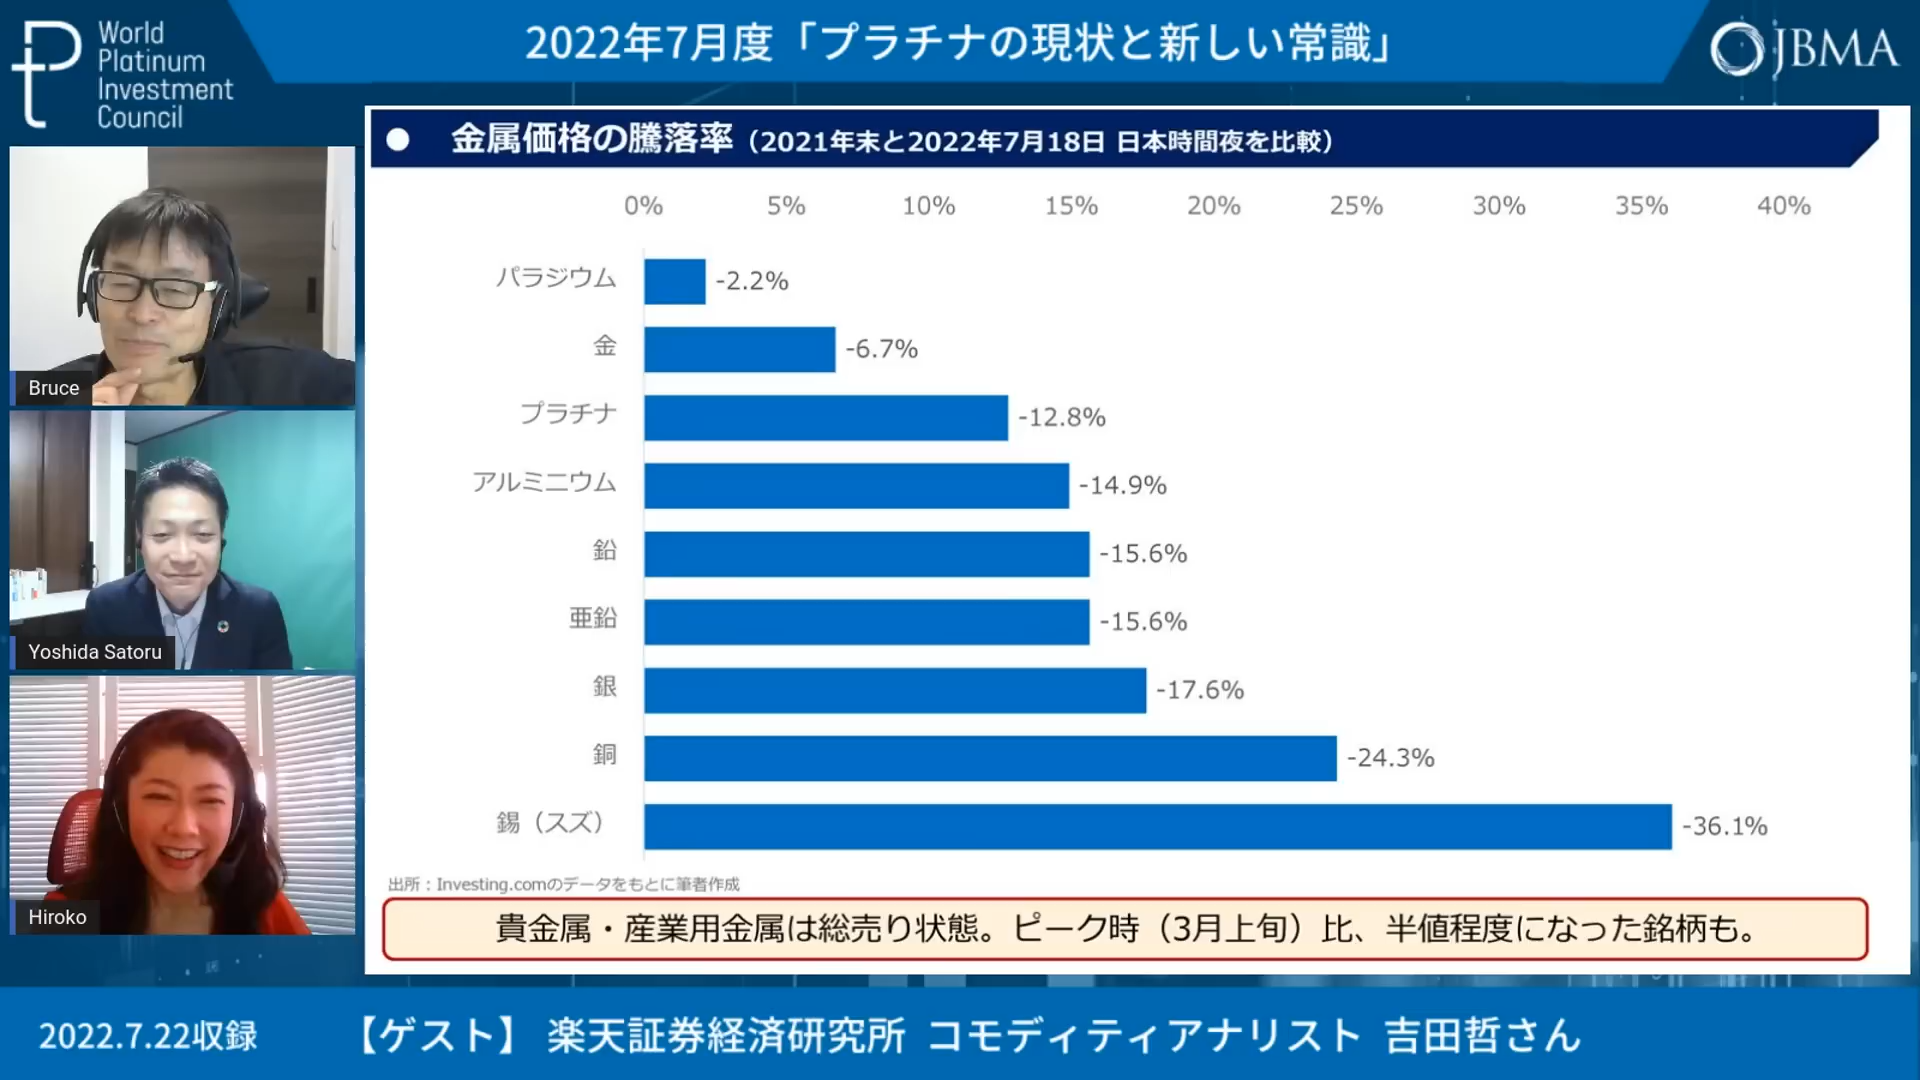 World
Platinum
Investment
Council
2022年7月度「プラチナの現状と新しい常識」
JBMA
● 金属価格の騰落率（2021年末と2022年7月18日 日本時間夜を比較）
0% 5% 10% 15% 20% 25% 30% 35% 40%
パラジウム -2.2%
金 -6.7%
プラチナ -12.8%
アルミニウム -14.9%
鉛 -15.6%
亜鉛 -15.6%
銀 -17.6%
銅 -24.3%
錫（スズ） -36.1%
出所：Investing.comのデータをもとに筆者作成
貴金属・産業用金属は総売り状態。ピーク時（3月上旬）比、半値程度になった銘柄も。
Bruce
Yoshida Satoru
Hiroko
2022.7.22収録 【ゲスト】 楽天証券経済研究所 コモディティアナリスト 吉田哲さん